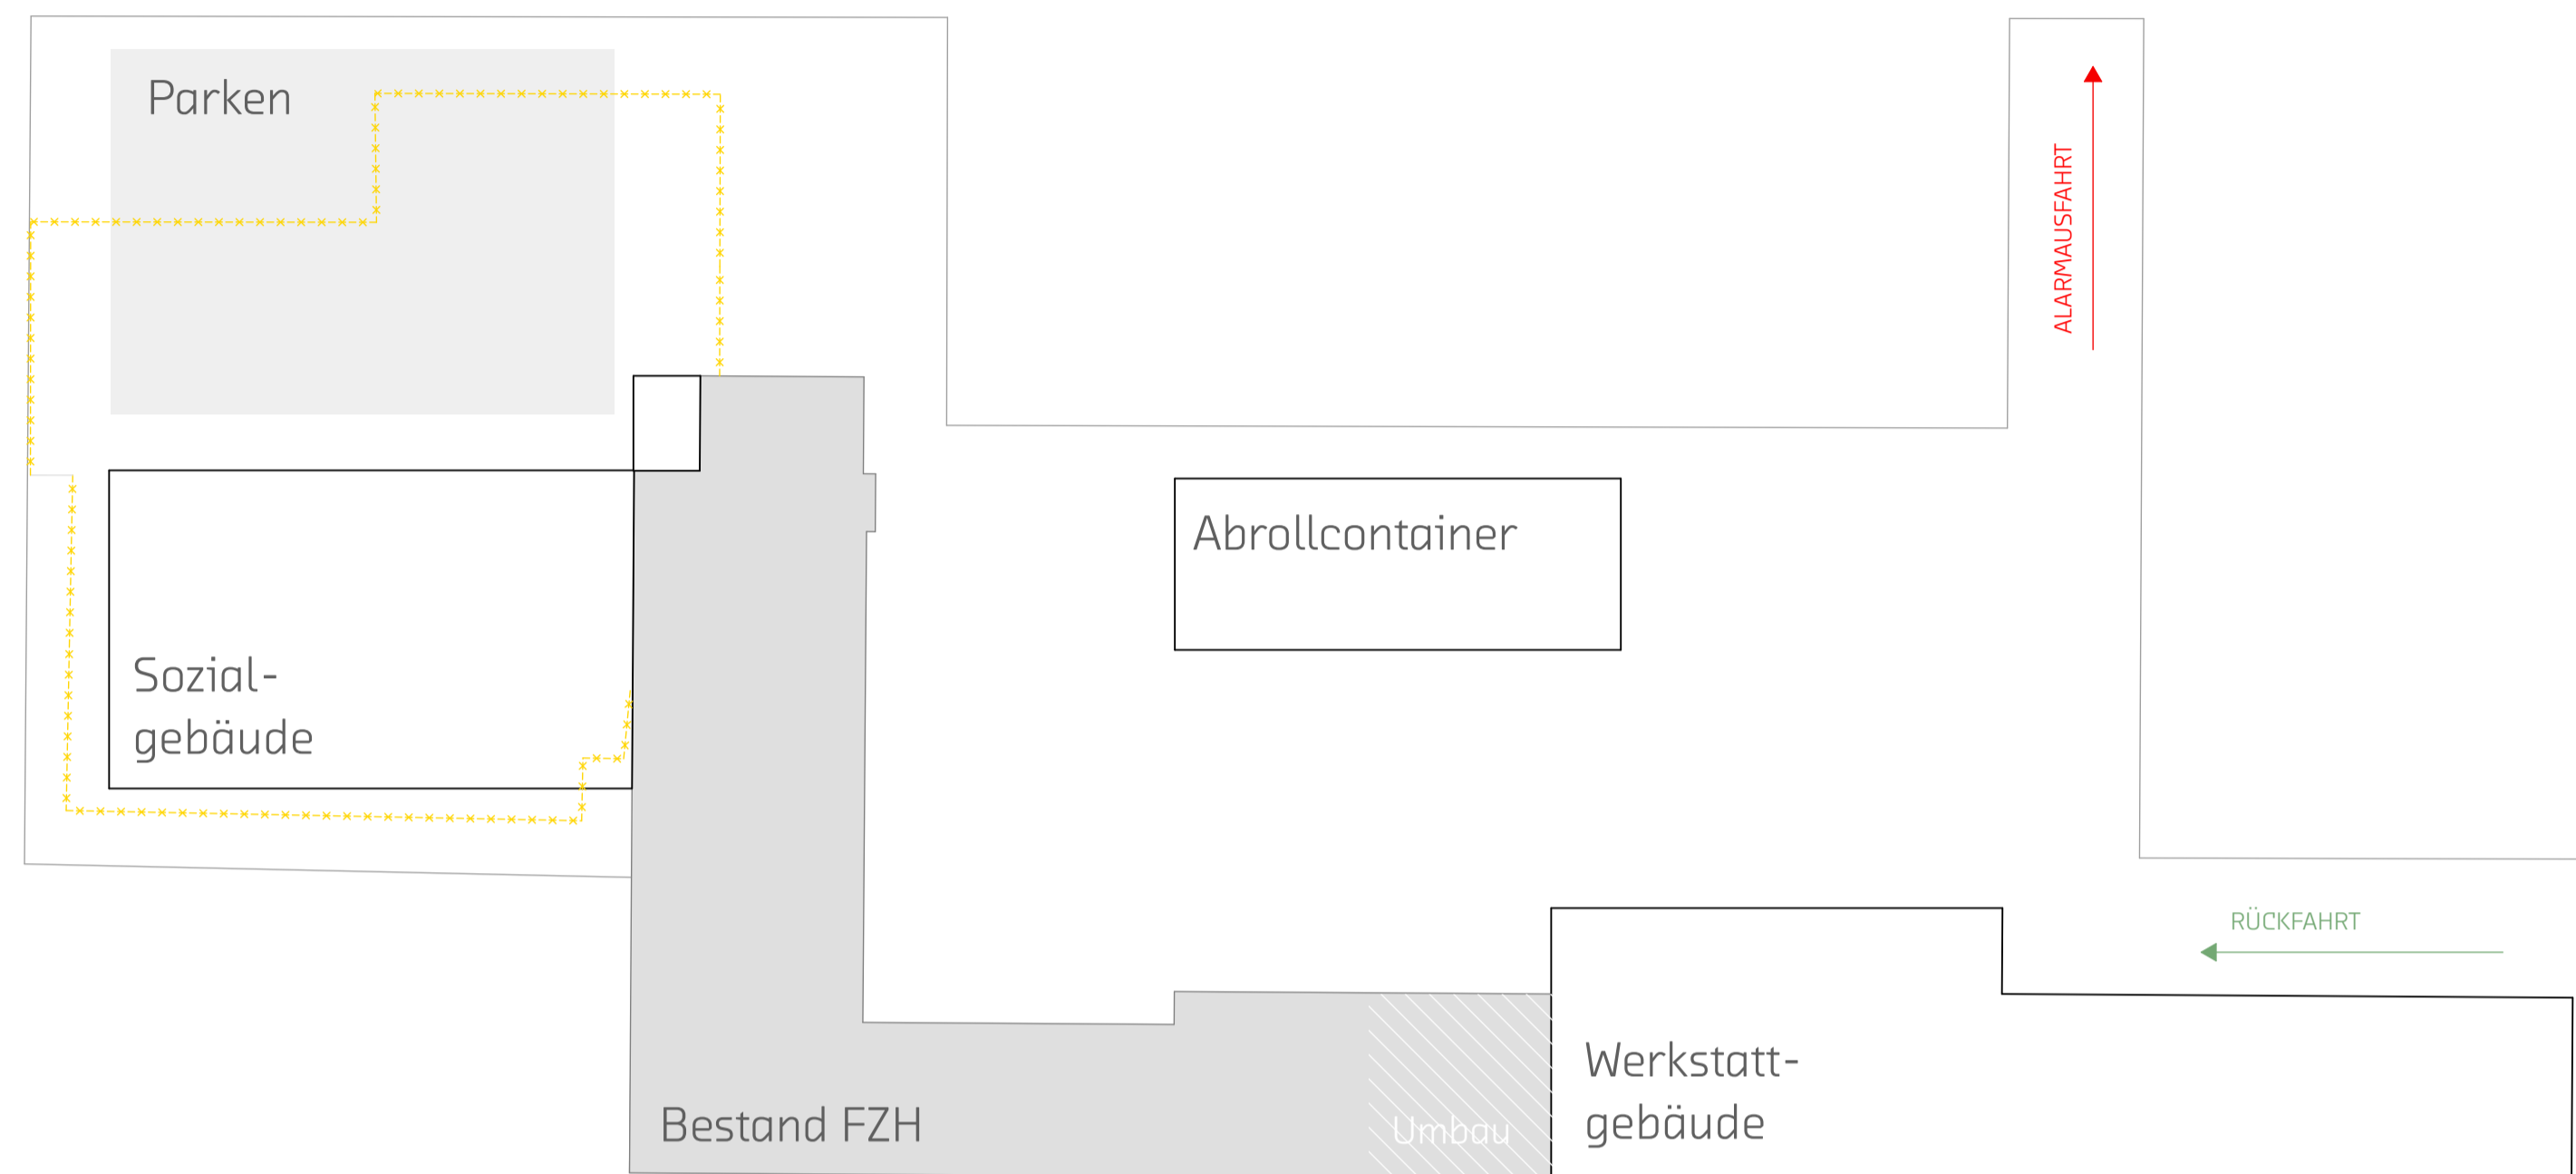 Parken
ALARMAUSFAHRT
Abrollcontainer
Sozial-
gebäude
RÜCKFAHRT
Werkstatt-
gebäude
Bestand FZH
Umbau